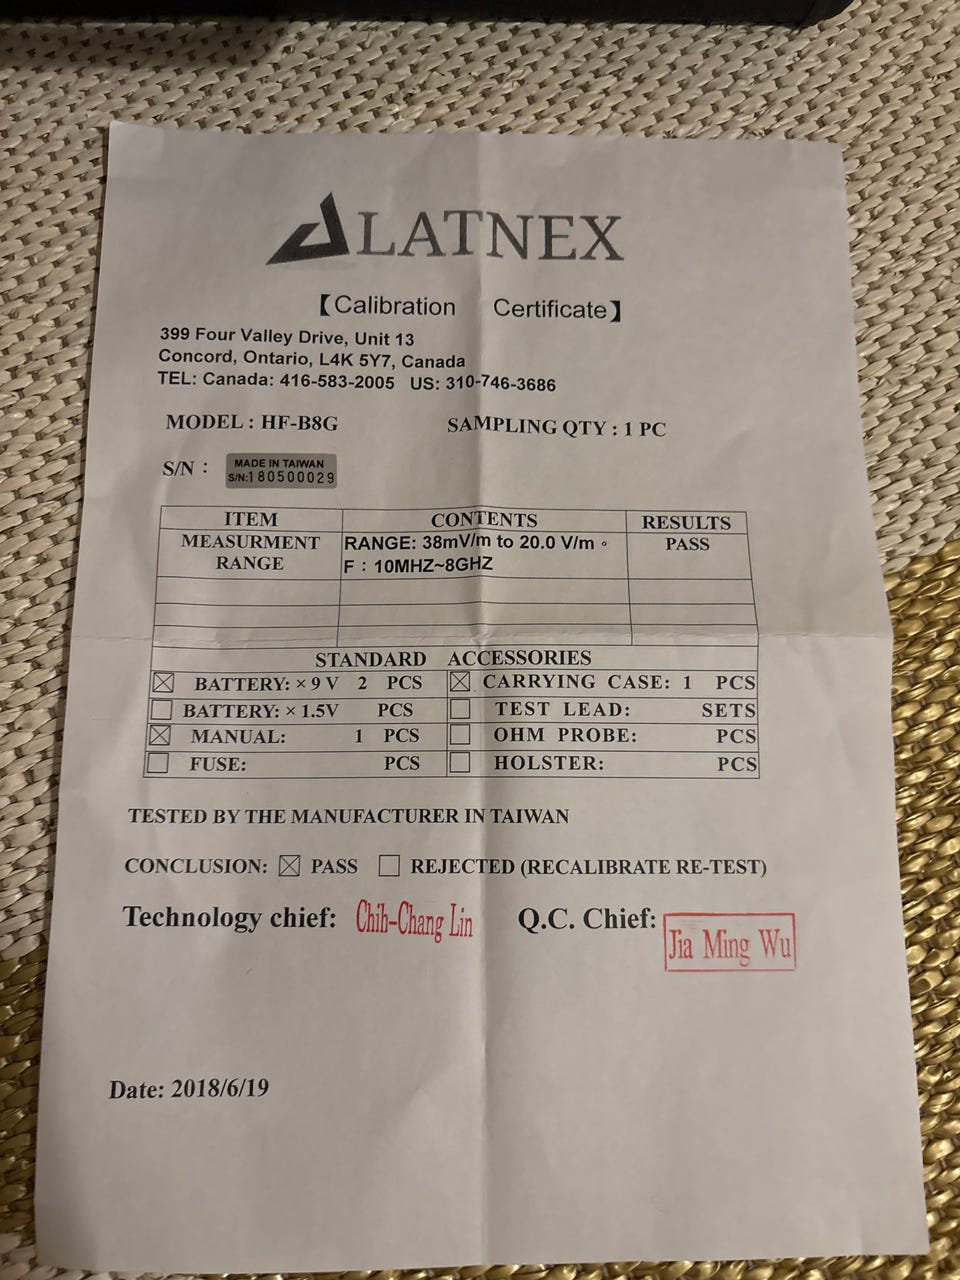 LATNEX
【Calibration Certificate】
399 Four Valley Drive, Unit 13
Concord, Ontario, L4K 5Y7, Canada
TEL: Canada: 416-583-2005 US: 310-746-3686
MODEL : HF-B8G SAMPLING QTY : 1 PC
S/N : MADE IN TAIWAN
S/N:180500029
ITEM CONTENTS RESULTS
MEASURMENT RANGE: 38mV/m to 20.0 V/m。 PASS
RANGE F : 10MHZ~8GHZ
STANDARD ACCESSORIES
☒ BATTERY: × 9 V 2 PCS ☒ CARRYING CASE: 1 PCS
☐ BATTERY: × 1.5V PCS ☐ TEST LEAD: SETS
☒ MANUAL: 1 PCS ☐ OHM PROBE: PCS
☐ FUSE: PCS ☐ HOLSTER: PCS
TESTED BY THE MANUFACTURER IN TAIWAN
CONCLUSION: ☒ PASS ☐ REJECTED (RECALIBRATE RE-TEST)
Technology chief: Chih-Chang Lin Q.C. Chief: Jia Ming Wu
Date: 2018/6/19